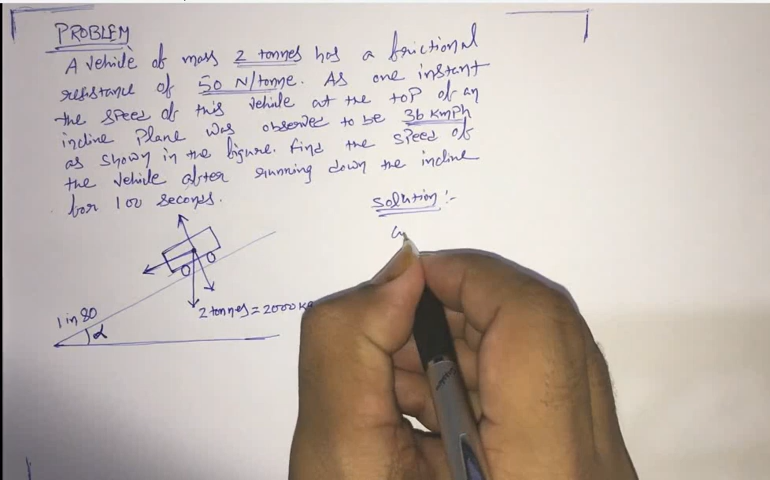 PROBLEM
A vehicle of mass 2 tonnes has a frictional
resistance of 50 N/tonne. As one instant
the speed of this vehicle at the top of an
incline plane was observed to be 36 kmph
as shown in the figure. Find the speed of
the vehicle after running down the incline
for 100 seconds.
Solution :-
1 in 80
α
2 tonnes = 2000 kg